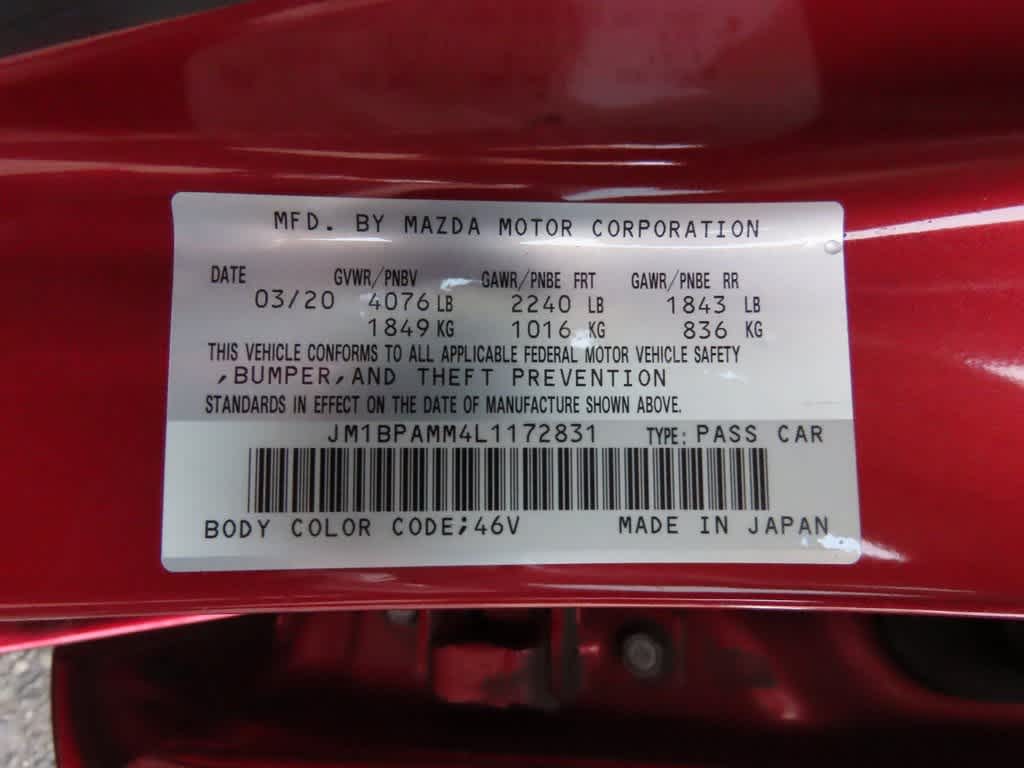 MFD. BY MAZDA MOTOR CORPORATION
DATE GVWR/PNBV GAWR/PNBE FRT GAWR/PNBE RR
03/20 4076 LB 2240 LB 1843 LB
1849 KG 1016 KG 836 KG
THIS VEHICLE CONFORMS TO ALL APPLICABLE FEDERAL MOTOR VEHICLE SAFETY
,BUMPER,AND THEFT PREVENTION
STANDARDS IN EFFECT ON THE DATE OF MANUFACTURE SHOWN ABOVE.
JM1BPAMM4L1172831 TYPE: PASS CAR
BODY COLOR CODE;46V MADE IN JAPAN